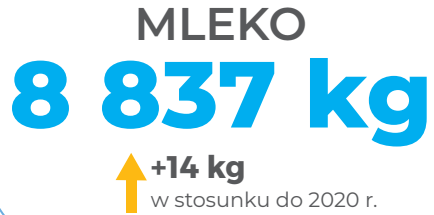 MLEKO
8 837 kg
+14 kg
w stosunku do 2020 r.